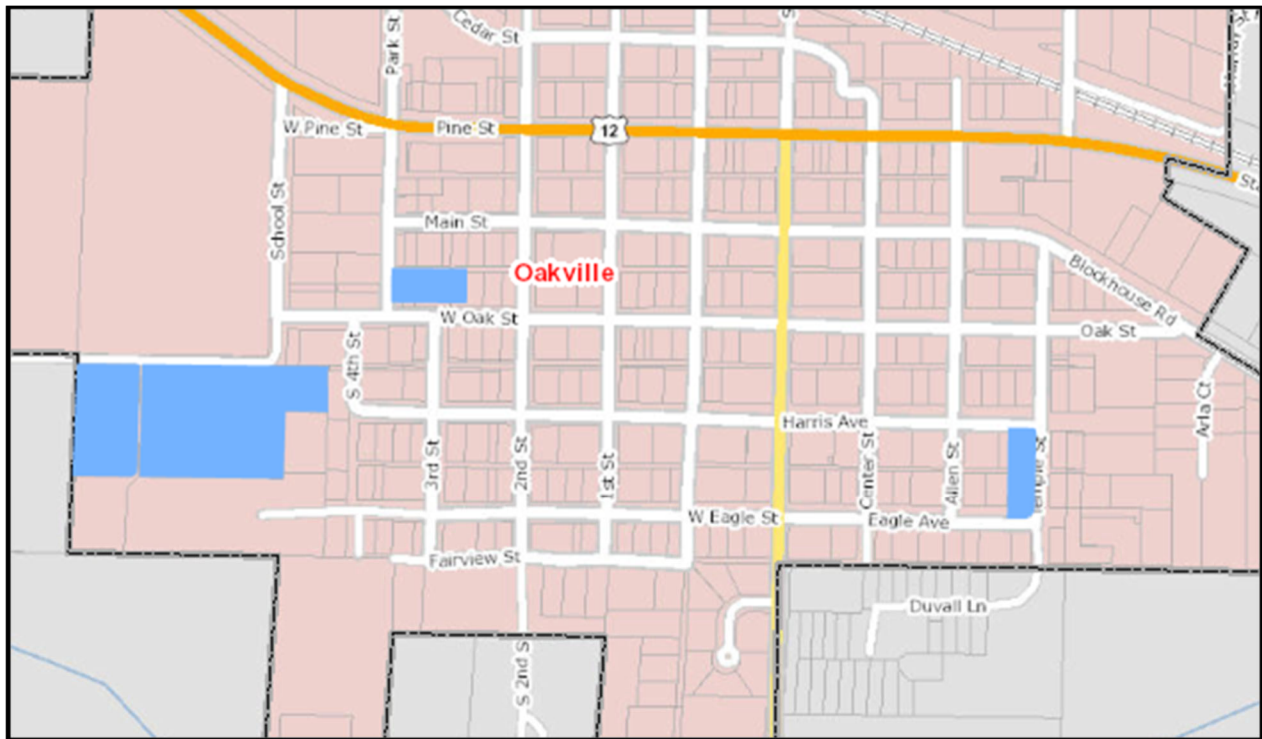 Cedar St
Park St
W Pine St
Pine St
12
School St
Main St
Oakville
Blockhouse Rd
W Oak St
Oak St
S 4th St
Arla Ct
Harris Ave
3rd St
2nd St
1st St
Center St
Allen St
W Eagle St
Eagle Ave
Fairview St
Duvall Ln
S 2nd S